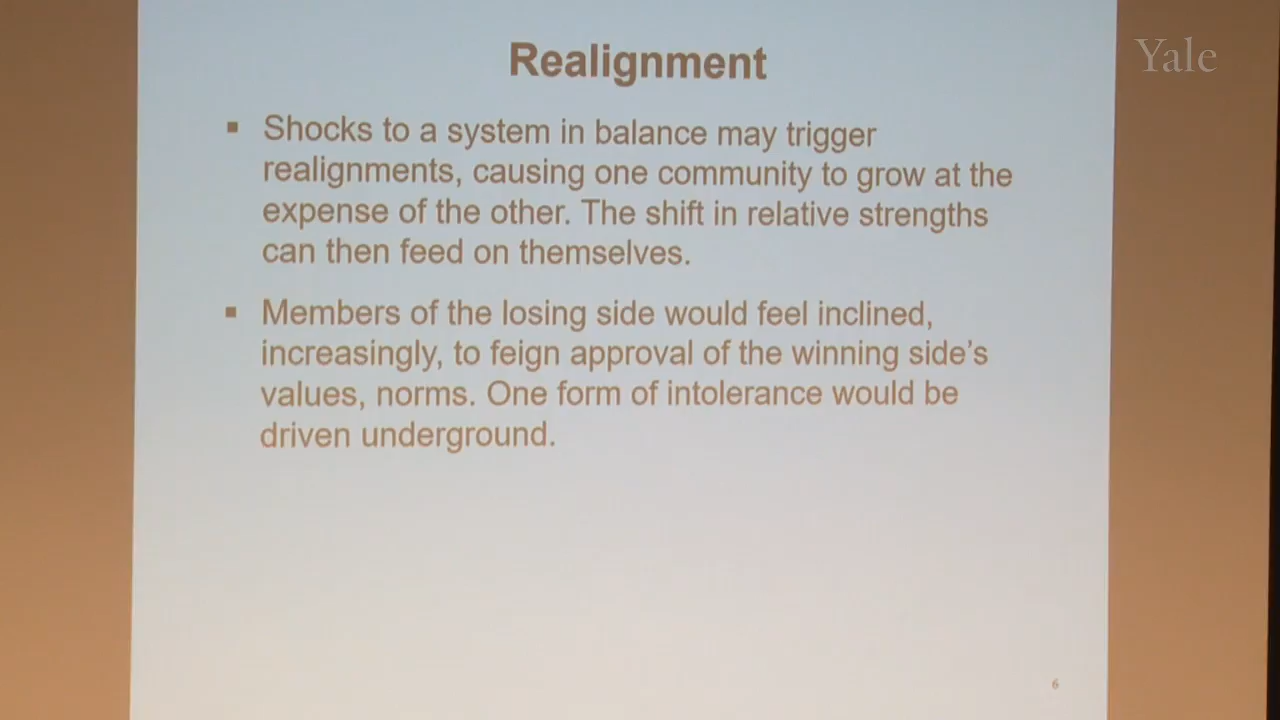 Realignment
Yale
▪ Shocks to a system in balance may trigger
realignments, causing one community to grow at the
expense of the other. The shift in relative strengths
can then feed on themselves.
▪ Members of the losing side would feel inclined,
increasingly, to feign approval of the winning side's
values, norms. One form of intolerance would be
driven underground.
6